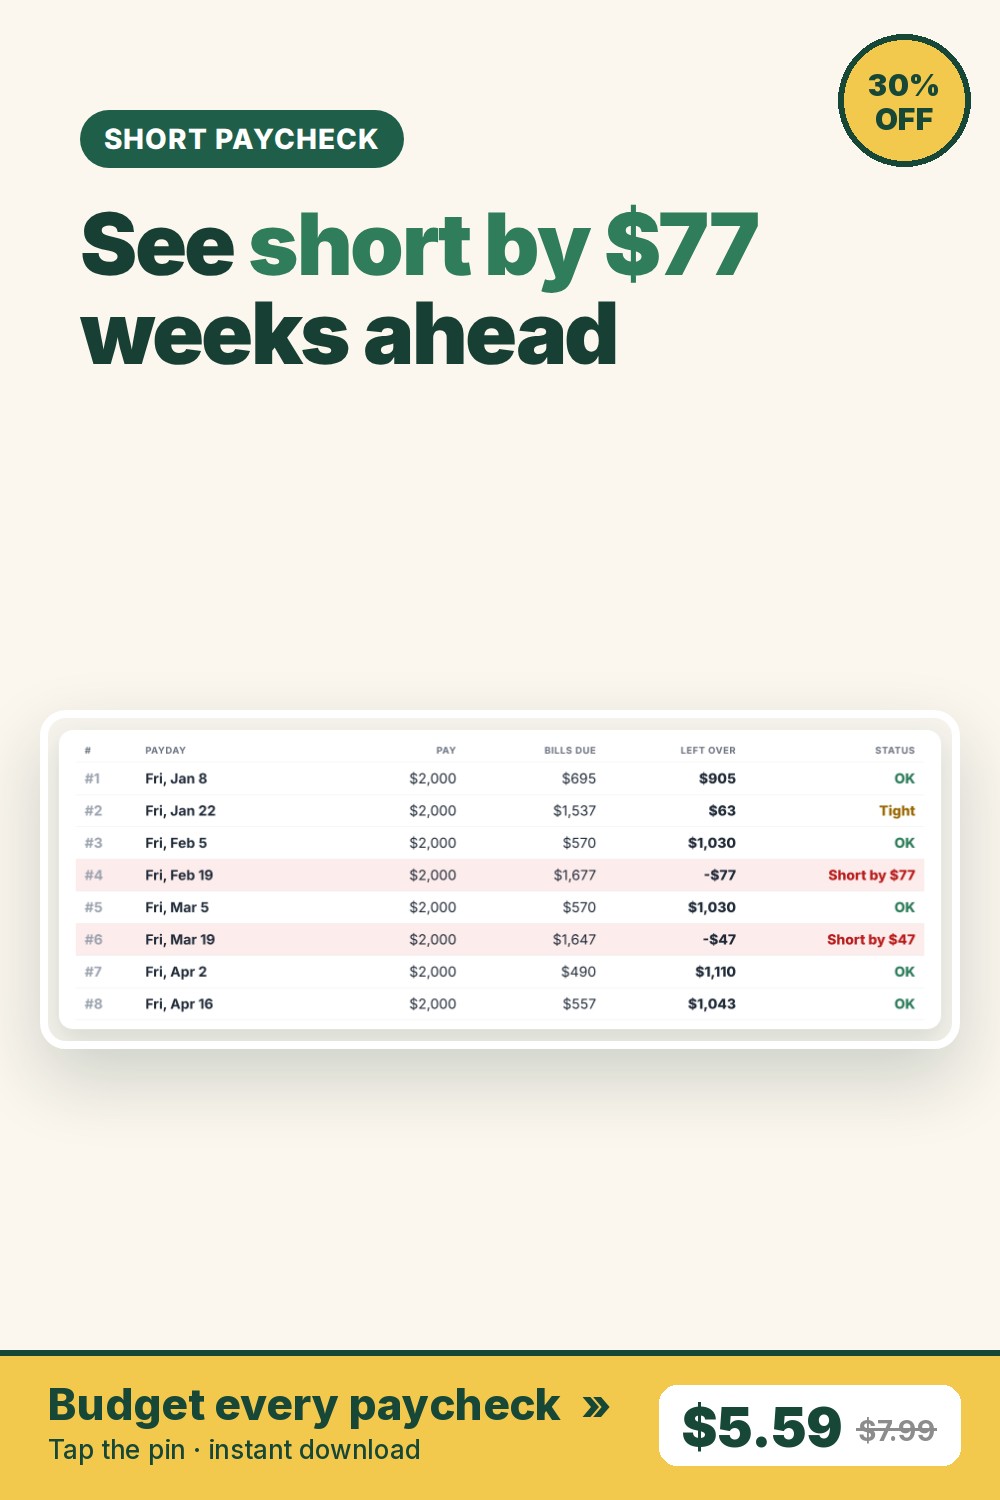 30%
OFF
SHORT PAYCHECK
See short by $77
weeks ahead
# PAYDAY PAY BILLS DUE LEFT OVER STATUS
#1 Fri, Jan 8 $2,000 $695 $905 OK
#2 Fri, Jan 22 $2,000 $1,537 $63 Tight
#3 Fri, Feb 5 $2,000 $570 $1,030 OK
#4 Fri, Feb 19 $2,000 $1,677 -$77 Short by $77
#5 Fri, Mar 5 $2,000 $570 $1,030 OK
#6 Fri, Mar 19 $2,000 $1,647 -$47 Short by $47
#7 Fri, Apr 2 $2,000 $490 $1,110 OK
#8 Fri, Apr 16 $2,000 $557 $1,043 OK
Budget every paycheck »
Tap the pin · instant download
$5.59 $7.99